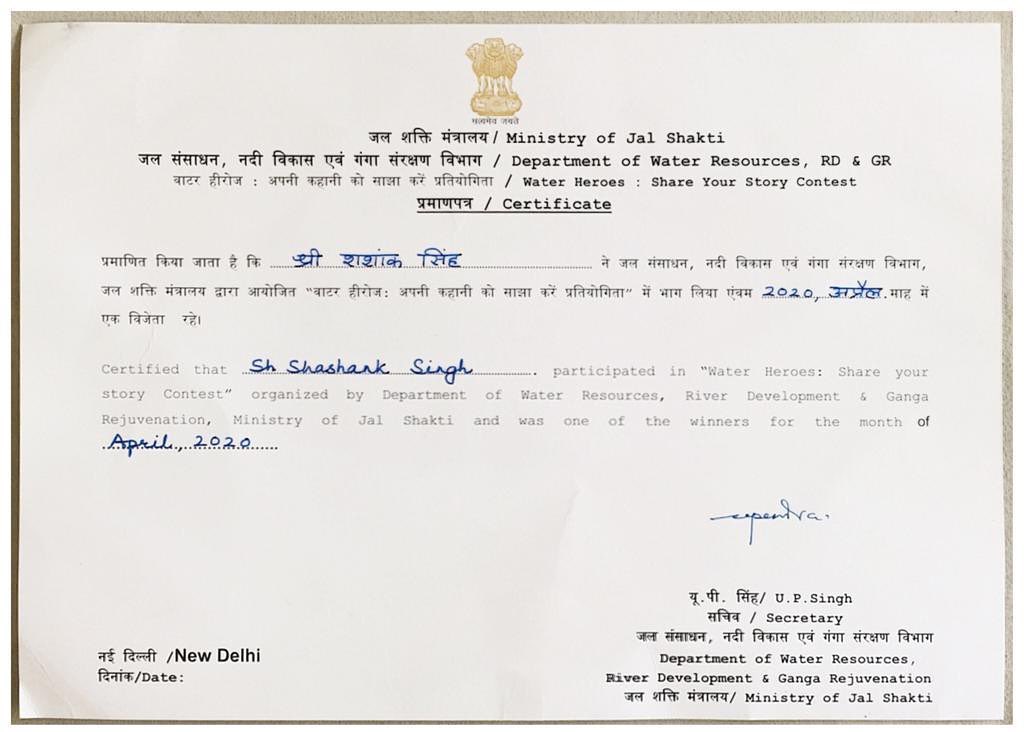 सत्यमेव जयते
जल शक्ति मंत्रालय/ Ministry of Jal Shakti
जल संसाधन, नदी विकास एवं गंगा संरक्षण विभाग / Department of Water Resources, RD & GR
वाटर हीरोज : अपनी कहानी को साझा करें प्रतियोगिता / Water Heroes : Share Your Story Contest
प्रमाणपत्र / Certificate
प्रमाणित किया जाता है कि श्री शशांक सिंह ने जल संसाधन, नदी विकास एवं गंगा संरक्षण विभाग,
जल शक्ति मंत्रालय द्वारा आयोजित "वाटर हीरोज: अपनी कहानी को साझा करें प्रतियोगिता" में भाग लिया एंवम 2020, अप्रैल माह में
एक विजेता रहे।
Certified that Sh Shashank Singh participated in "Water Heroes: Share your
story Contest" organized by Department of Water Resources, River Development & Ganga
Rejuvenation, Ministry of Jal Shakti and was one of the winners for the month of
April, 2020
upendra
यू.पी. सिंह/ U.P.Singh
सचिव / Secretary
जल संसाधन, नदी विकास एवं गंगा संरक्षण विभाग
Department of Water Resources,
River Development & Ganga Rejuvenation
जल शक्ति मंत्रालय/ Ministry of Jal Shakti
नई दिल्ली /New Delhi
दिनांक/Date: